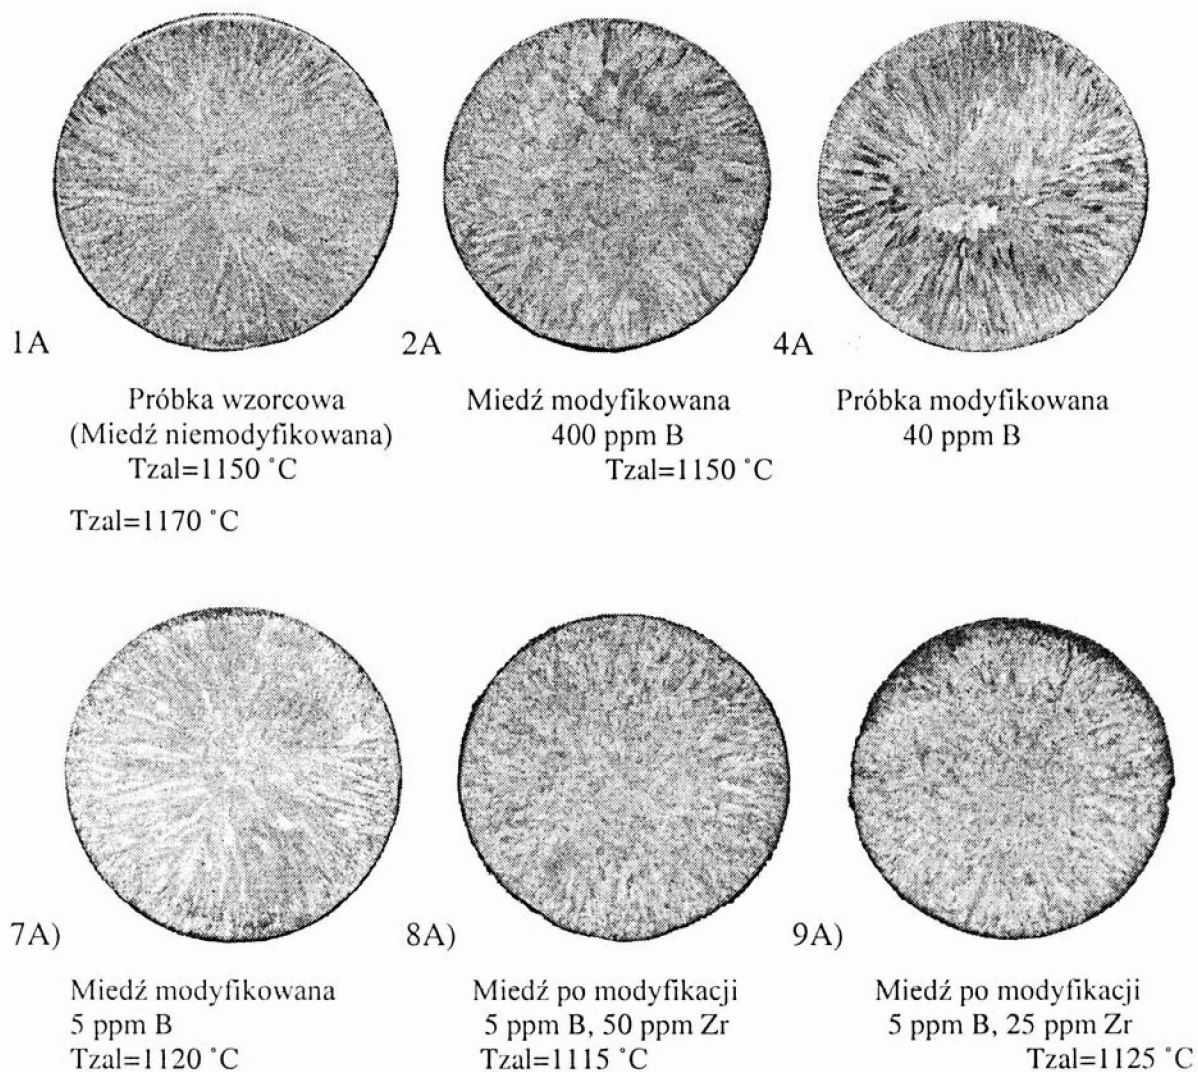 1A
2A
4A
Próbka wzorcowa
(Miedź niemodyfikowana)
Tzal=1150 °C
Miedź modyfikowana
400 ppm B
Tzal=1150 °C
Próbka modyfikowana
40 ppm B
Tzal=1170 °C
7A)
8A)
9A)
Miedź modyfikowana
5 ppm B
Tzal=1120 °C
Miedź po modyfikacji
5 ppm B, 50 ppm Zr
Tzal=1115 °C
Miedź po modyfikacji
5 ppm B, 25 ppm Zr
Tzal=1125 °C